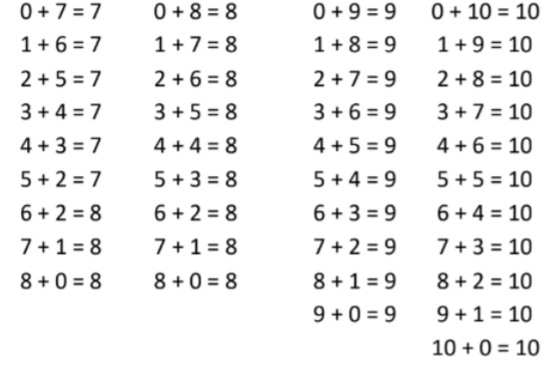 0 + 7 = 7 0 + 8 = 8 0 + 9 = 9 0 + 10 = 10
1 + 6 = 7 1 + 7 = 8 1 + 8 = 9 1 + 9 = 10
2 + 5 = 7 2 + 6 = 8 2 + 7 = 9 2 + 8 = 10
3 + 4 = 7 3 + 5 = 8 3 + 6 = 9 3 + 7 = 10
4 + 3 = 7 4 + 4 = 8 4 + 5 = 9 4 + 6 = 10
5 + 2 = 7 5 + 3 = 8 5 + 4 = 9 5 + 5 = 10
6 + 2 = 8 6 + 2 = 8 6 + 3 = 9 6 + 4 = 10
7 + 1 = 8 7 + 1 = 8 7 + 2 = 9 7 + 3 = 10
8 + 0 = 8 8 + 0 = 8 8 + 1 = 9 8 + 2 = 10
9 + 0 = 9 9 + 1 = 10
10 + 0 = 10